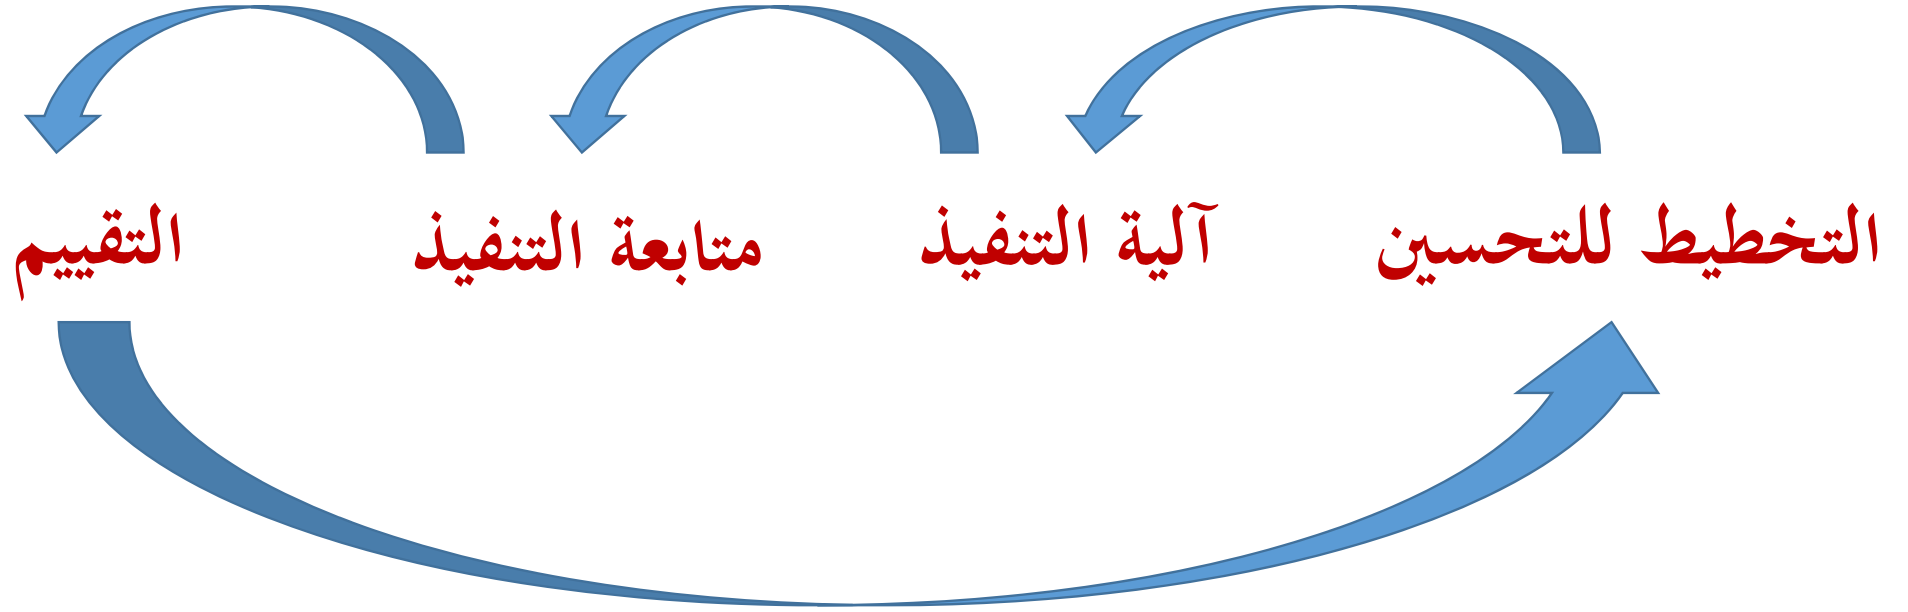 التخطيط للتحسين
آلية التنفيذ
متابعة التنفيذ
التقييم